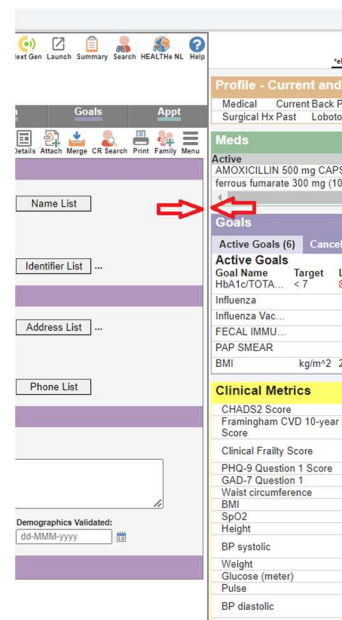 ext Gen Launch Summary Search HEALTHe NL Help
Goals Appt
Details Attach Merge CR Search Print Family Menu
Name List
Identifier List ...
Address List ...
Phone List
Demographics Validated:
dd-MMM-yyyy
*el
Profile - Current and
Medical Current Back P
Surgical Hx Past Loboto
Meds
Active
AMOXICILLIN 500 mg CAPS
ferrous fumarate 300 mg (10
Goals
Active Goals (6) Cancel
Active Goals
Goal Name Target L
HbA1c/TOTA... < 7 8
Influenza
Influenza Vac...
FECAL IMMU...
PAP SMEAR
BMI kg/m^2 2
Clinical Metrics
CHADS2 Score
Framingham CVD 10-year
Score
Clinical Frailty Score
PHQ-9 Question 1 Score
GAD-7 Question 1
Waist circumference
BMI
SpO2
Height
BP systolic
Weight
Glucose (meter)
Pulse
BP diastolic